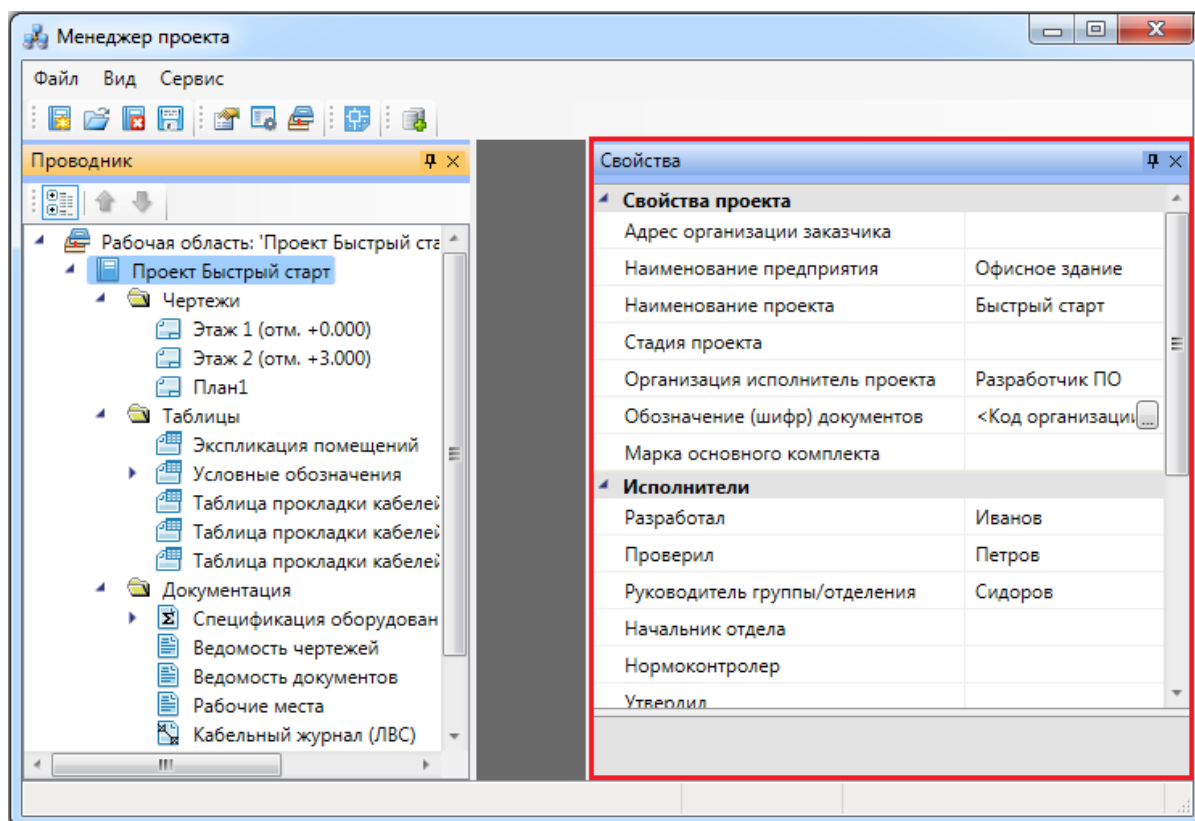 Менеджер проекта
Файл Вид Сервис
Проводник
Рабочая область: 'Проект Быстрый ста
Проект Быстрый старт
Чертежи
Этаж 1 (отм. +0.000)
Этаж 2 (отм. +3.000)
План1
Таблицы
Экспликация помещений
Условные обозначения
Таблица прокладки кабелей
Таблица прокладки кабелей
Таблица прокладки кабелей
Документация
Спецификация оборудован
Ведомость чертежей
Ведомость документов
Рабочие места
Кабельный журнал (ЛВС)
Свойства
Свойства проекта
Адрес организации заказчика
Наименование предприятия Офисное здание
Наименование проекта Быстрый старт
Стадия проекта
Организация исполнитель проекта Разработчик ПО
Обозначение (шифр) документов <Код организации ...
Марка основного комплекта
Исполнители
Разработал Иванов
Проверил Петров
Руководитель группы/отделения Сидоров
Начальник отдела
Нормоконтролер
Утвердил